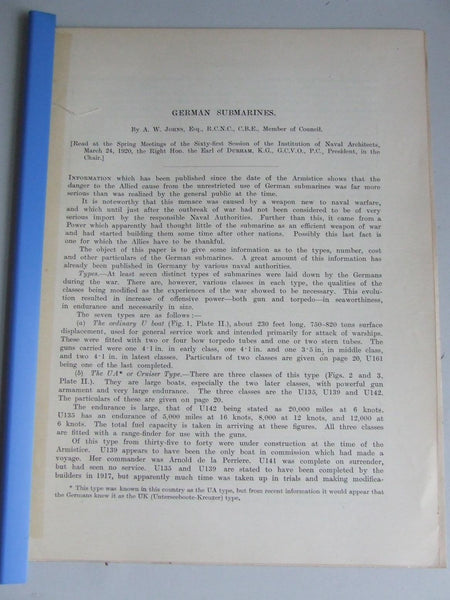 GERMAN SUBMARINES.
By A. W. JOHNS, Esq., R.C.N.C., C.B.E., Member of Council.
[Read at the Spring Meetings of the Sixty-first Session of the Institution of Naval Architects,
March 24, 1920, the Right Hon. the Earl of DURHAM, K.G., G.C.V.O., P.C., President, in the
Chair.]
INFORMATION which has been published since the date of the Armistice shows that the
danger to the Allied cause from the unrestricted use of German submarines was far more
serious than was realized by the general public at the time.
It is noteworthy that this menace was caused by a weapon new to naval warfare,
and which until just after the outbreak of war had not been considered to be of very
serious import by the responsible Naval Authorities. Further than this, it came from a
Power which apparently had thought little of the submarine as an efficient weapon of war
and had started building them some time after other nations. Possibly this last fact is
one for which the Allies have to be thankful.
The object of this paper is to give some information as to the types, number, cost
and other particulars of the German submarines. A great amount of this information has
already been published in Germany by various naval authorities.
Types.—At least seven distinct types of submarines were laid down by the Germans
during the war. There are, however, various classes in each type, the qualities of the
classes being modified as the experiences of the war showed to be necessary. This evolu-
tion resulted in increase of offensive power—both gun and torpedo—in seaworthiness,
in endurance and necessarily in size.
The seven types are as follows :—
(a) The ordinary U boat (Fig. 1, Plate II.), about 230 feet long, 750-820 tons surface
displacement, used for general service work and intended primarily for attack of warships.
These were fitted with two or four bow torpedo tubes and one or two stern tubes. The
guns carried were one 4·1 in. in early classes, one 4·1 in. and one 3·5 in. in middle class,
and two 4·1 in. in latest classes. Particulars of two classes are given on page 20, U161
being one of the last completed.
(b) The UA* or Cruiser Type.—There are three classes of this type (Figs. 2 and 3,
Plate II.). They are large boats, especially the two later classes, with powerful gun
armament and very large endurance. The three classes are the U135, U139 and U142.
The particulars of these are given on page 20.
The endurance is large, that of U142 being stated as 20,000 miles at 6 knots.
U135 has an endurance of 5,000 miles at 16 knots, 8,000 at 12 knots, and 12,000 at
6 knots. The total fuel capacity is taken in arriving at these figures. All three classes
are fitted with a range-finder for use with the guns.
Of this type from thirty-five to forty were under construction at the time of the
Armistice. U139 appears to have been the only boat in commission which had made a
voyage. Her commander was Arnold de la Perriere. U141 was complete on surrender,
but had seen no service. U135 and U139 are stated to have been completed by the
builders in 1917, but apparently much time was taken up in trials and making modifica-
* This type was known in this country as the UA type, but from recent information it would appear that
the Germans knew it as the UK (Unterseeboote-Kreuzer) type.